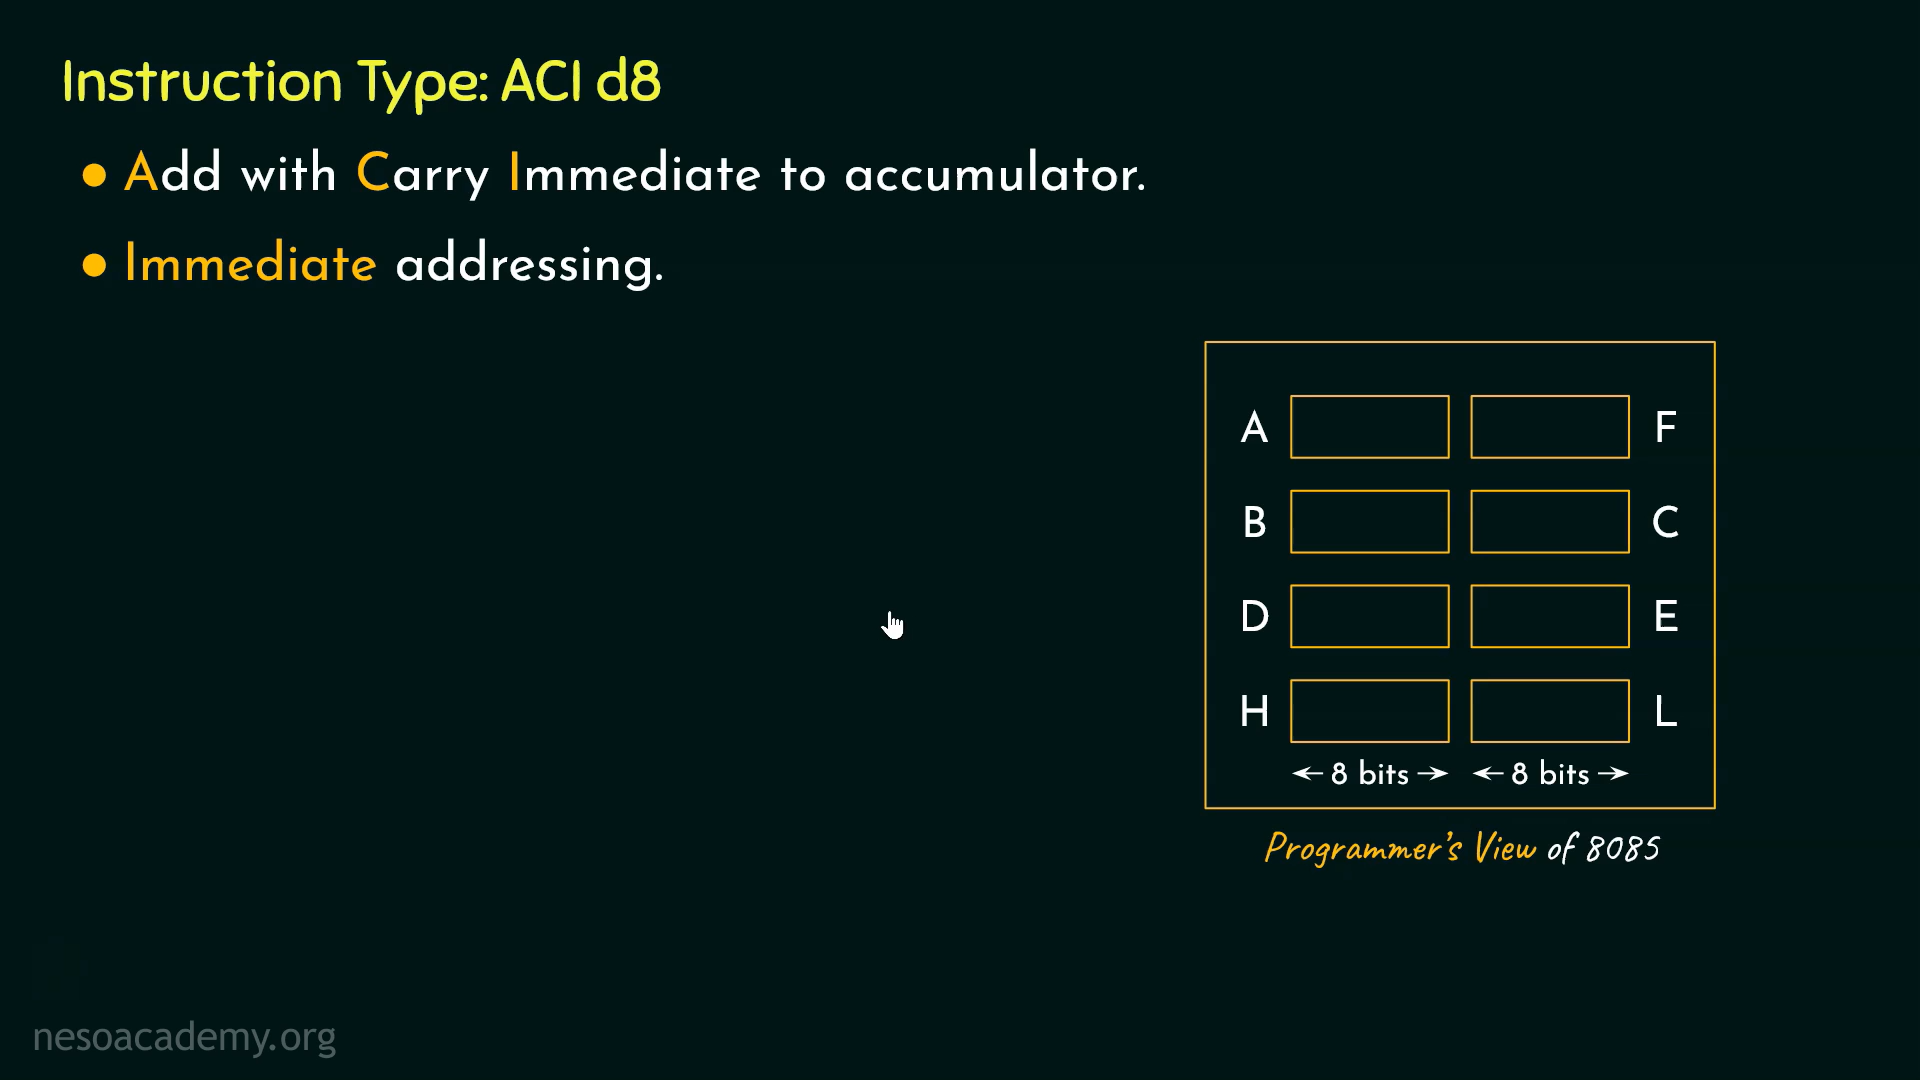 Instruction Type: ACI d8
● Add with Carry Immediate to accumulator.
● Immediate addressing.
A F
B C
D E
H L
← 8 bits → ← 8 bits →
Programmer's View of 8085
nesoacademy.org